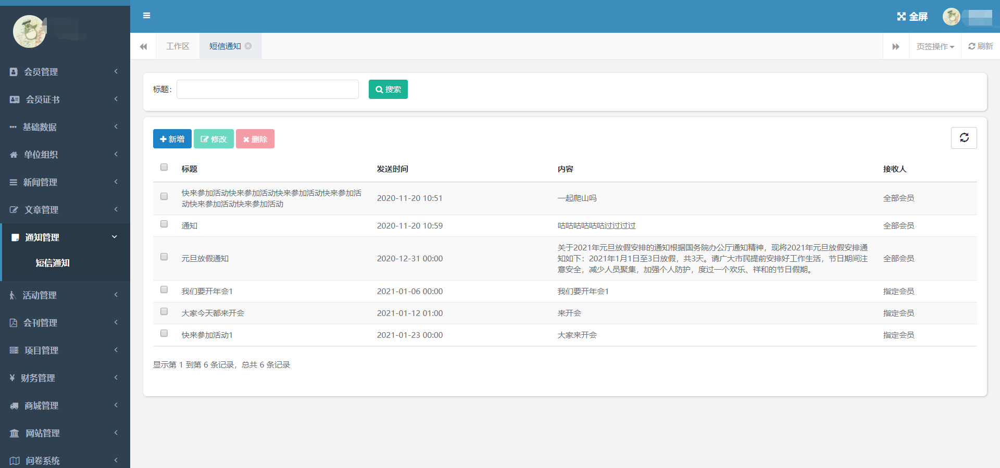 全屏
工作区
短信通知
页签操作
刷新
会员管理
会员证书
基础数据
单位组织
新闻管理
文章管理
通知管理
短信通知
活动管理
会刊管理
项目管理
财务管理
商城管理
网站管理
问卷系统
标题：
搜索
新增
修改
删除
标题 发送时间 内容 接收人
快来参加活动快来参加活动快来参加活动快来参加活
动快来参加活动快来参加活动
2020-11-20 10:51
一起爬山吗
全部会员
通知 2020-11-20 10:59 咕咕咕咕咕咕过过过过 全部会员
元旦放假通知
2020-12-31 00:00
关于2021年元旦放假安排的通知根据国务院办公厅通知精神，现将2021年元旦放假安排通
知如下：2021年1月1日至3日放假，共3天。请广大市民提前安排好工作生活，节日期间注
意安全，减少人员聚集，加强个人防护，度过一个欢乐、祥和的节日假期。
全部会员
我们要开年会1 2021-01-06 00:00 我们要开年会1 指定会员
大家今天都来开会 2021-01-12 01:00 来开会 指定会员
快来参加活动1 2021-01-23 00:00 大家来开会 指定会员
显示第 1 到第 6 条记录，总共 6 条记录